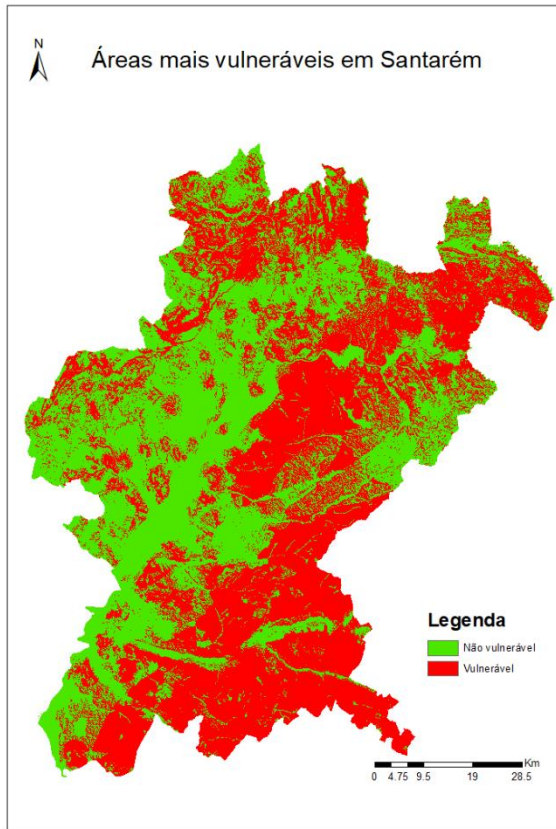 N
Áreas mais vulneráveis em Santarém
Legenda
Não vulnerável
Vulnerável
Km
0 4.75 9.5 19 28.5